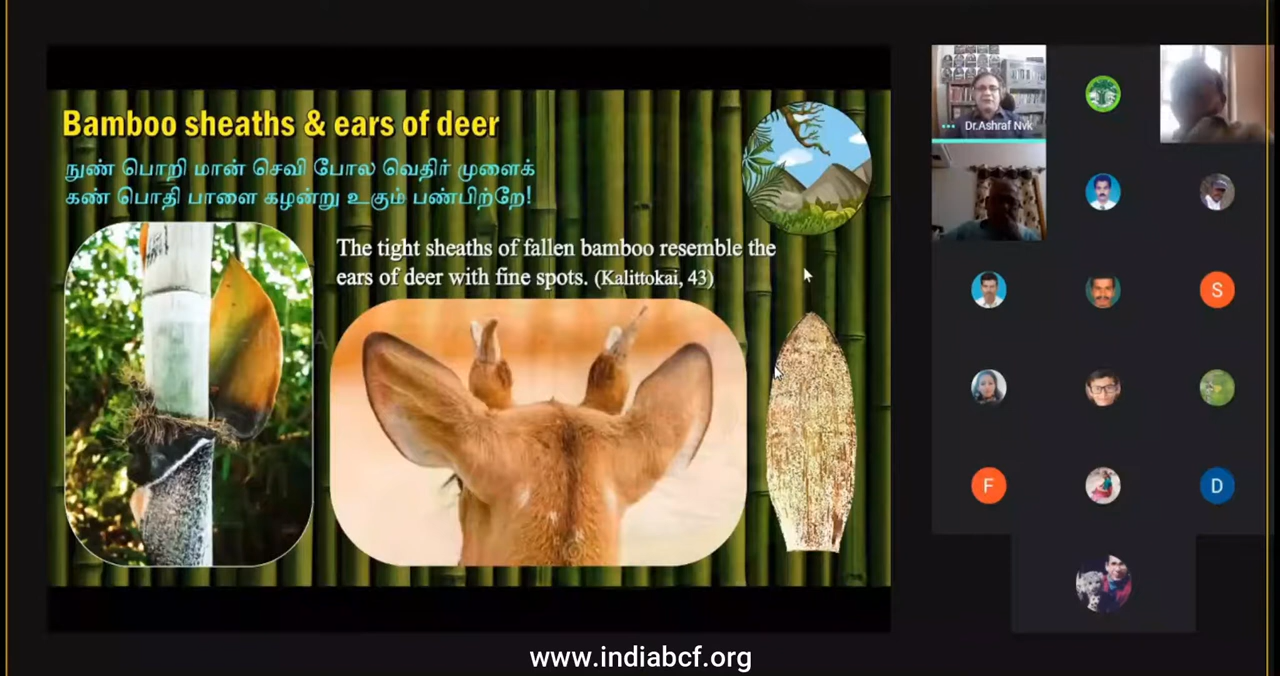 Bamboo sheaths & ears of deer
நுண் பொறி மான் செவி போல வெதிர் முளைக்
கண் பொதி பாளை கழன்று உகும் பண்பிற்றே!
The tight sheaths of fallen bamboo resemble the
ears of deer with fine spots. (Kalittokai, 43)
Dr.Ashraf Nvk
S
F
D
www.indiabcf.org